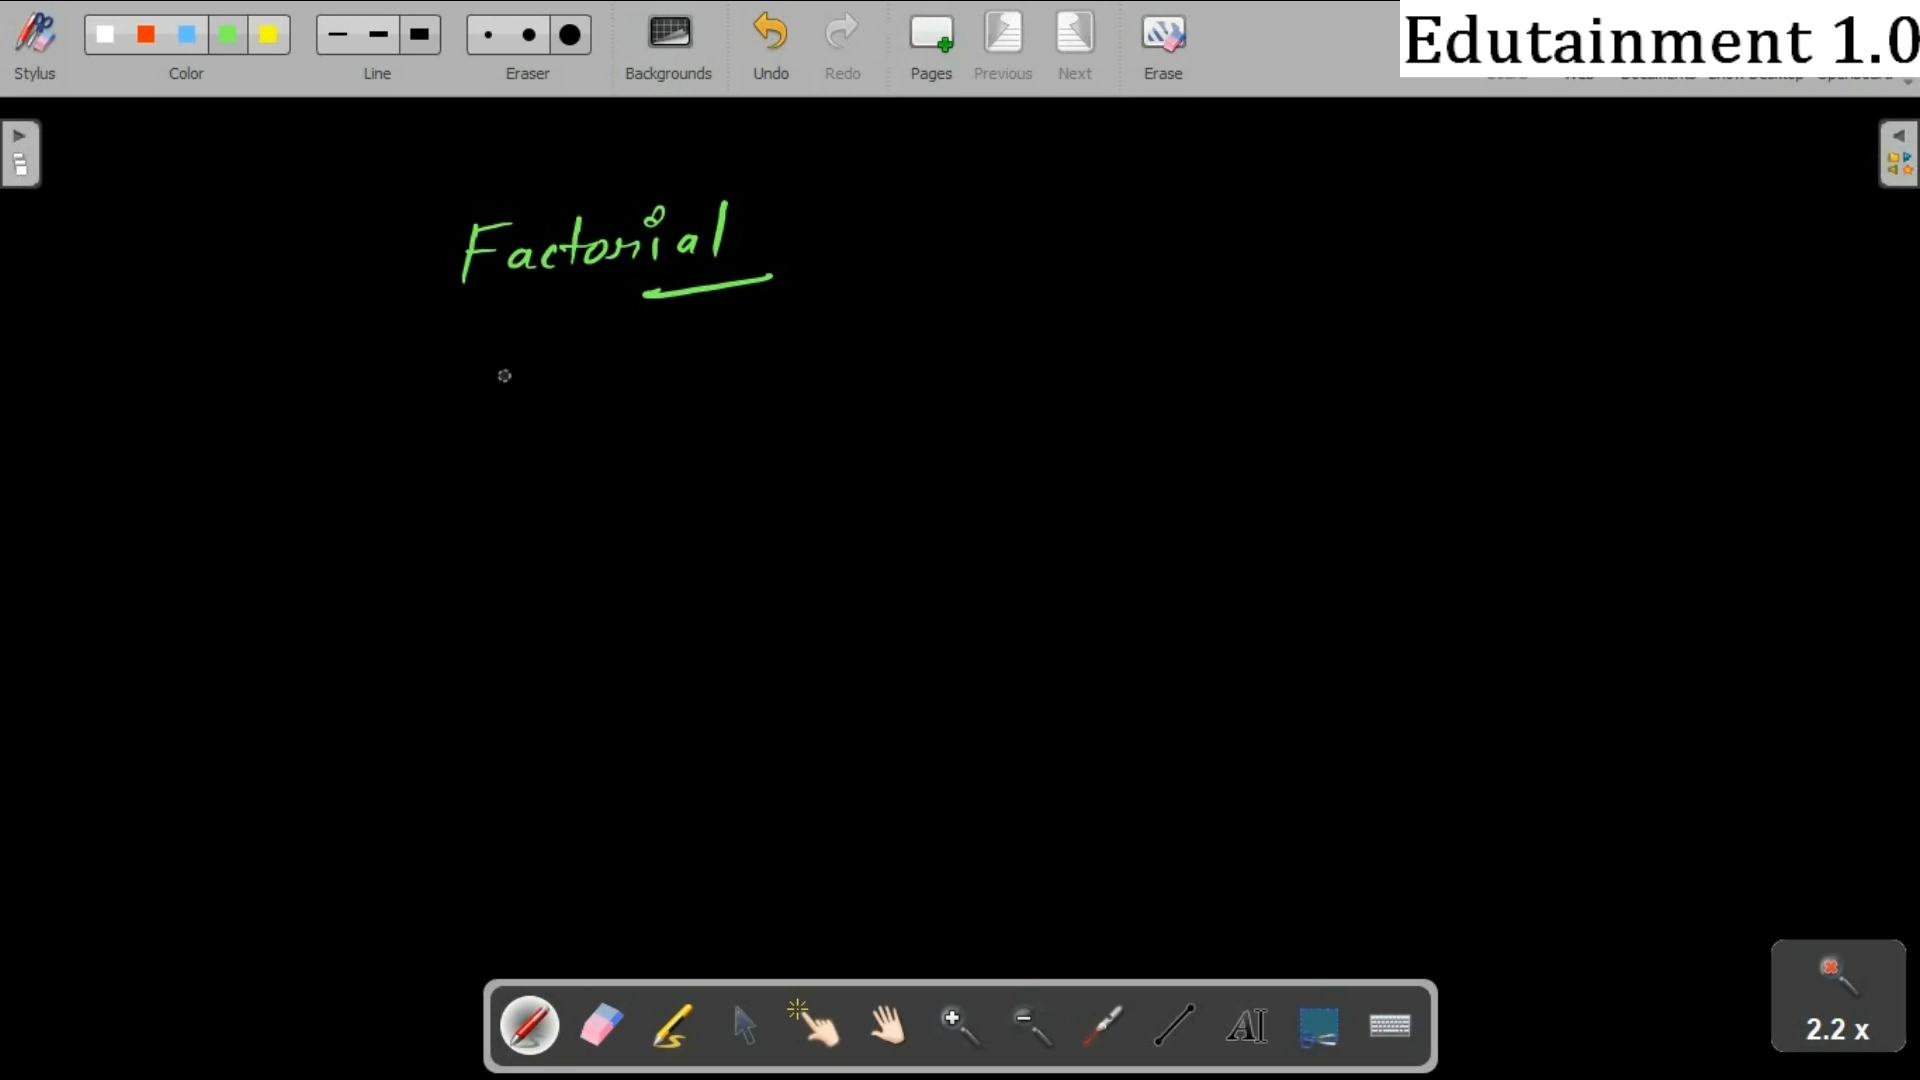 Edutainment 1.0
Stylus Color Line Eraser Backgrounds Undo Redo Pages Previous Next Erase
Factorial
2.2 x